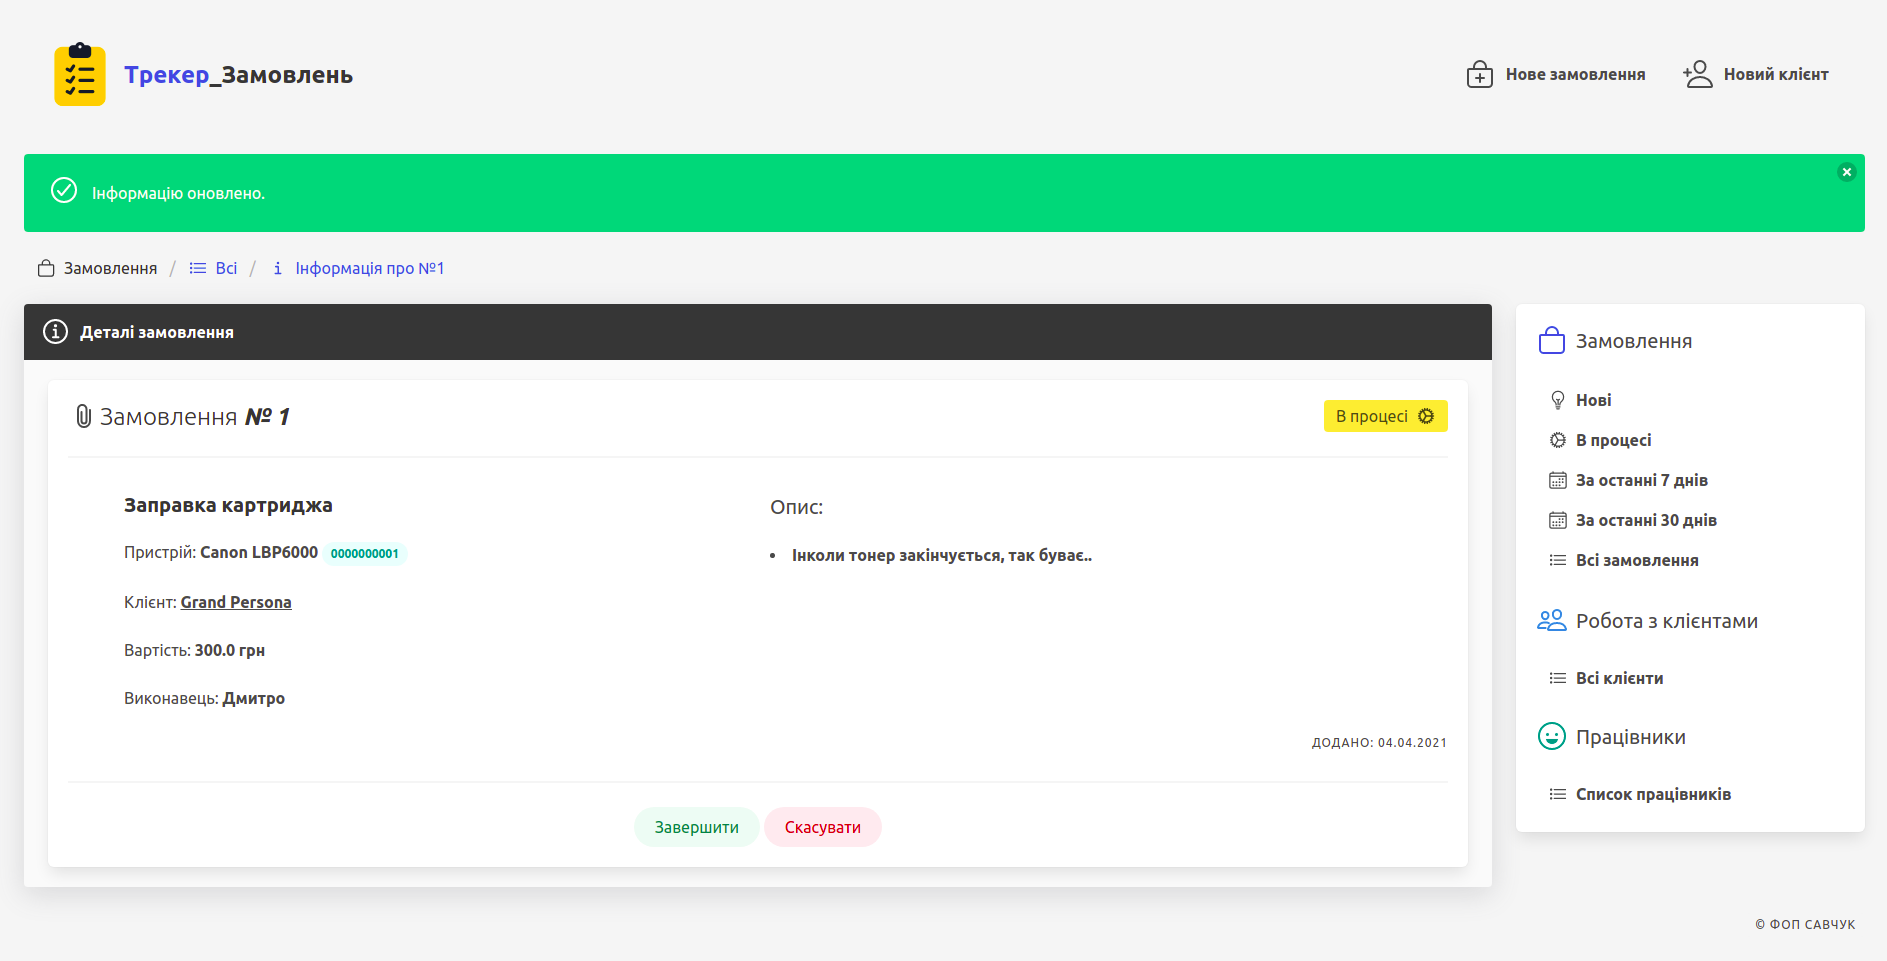 Трекер_Замовлень
Нове замовлення
Новий клієнт
Інформацію оновлено.
Замовлення / Всі / Інформація про №1
Деталі замовлення
Замовлення № 1
В процесі
Заправка картриджа
Пристрій: Canon LBP6000 0000000001
Клієнт: Grand Persona
Вартість: 300.0 грн
Виконавець: Дмитро
Опис:
• Інколи тонер закінчується, так буває..
ДОДАНО: 04.04.2021
Завершити
Скасувати
Замовлення
Нові
В процесі
За останні 7 днів
За останні 30 днів
Всі замовлення
Робота з клієнтами
Всі клієнти
Працівники
Список працівників
© ФОП САВЧУК